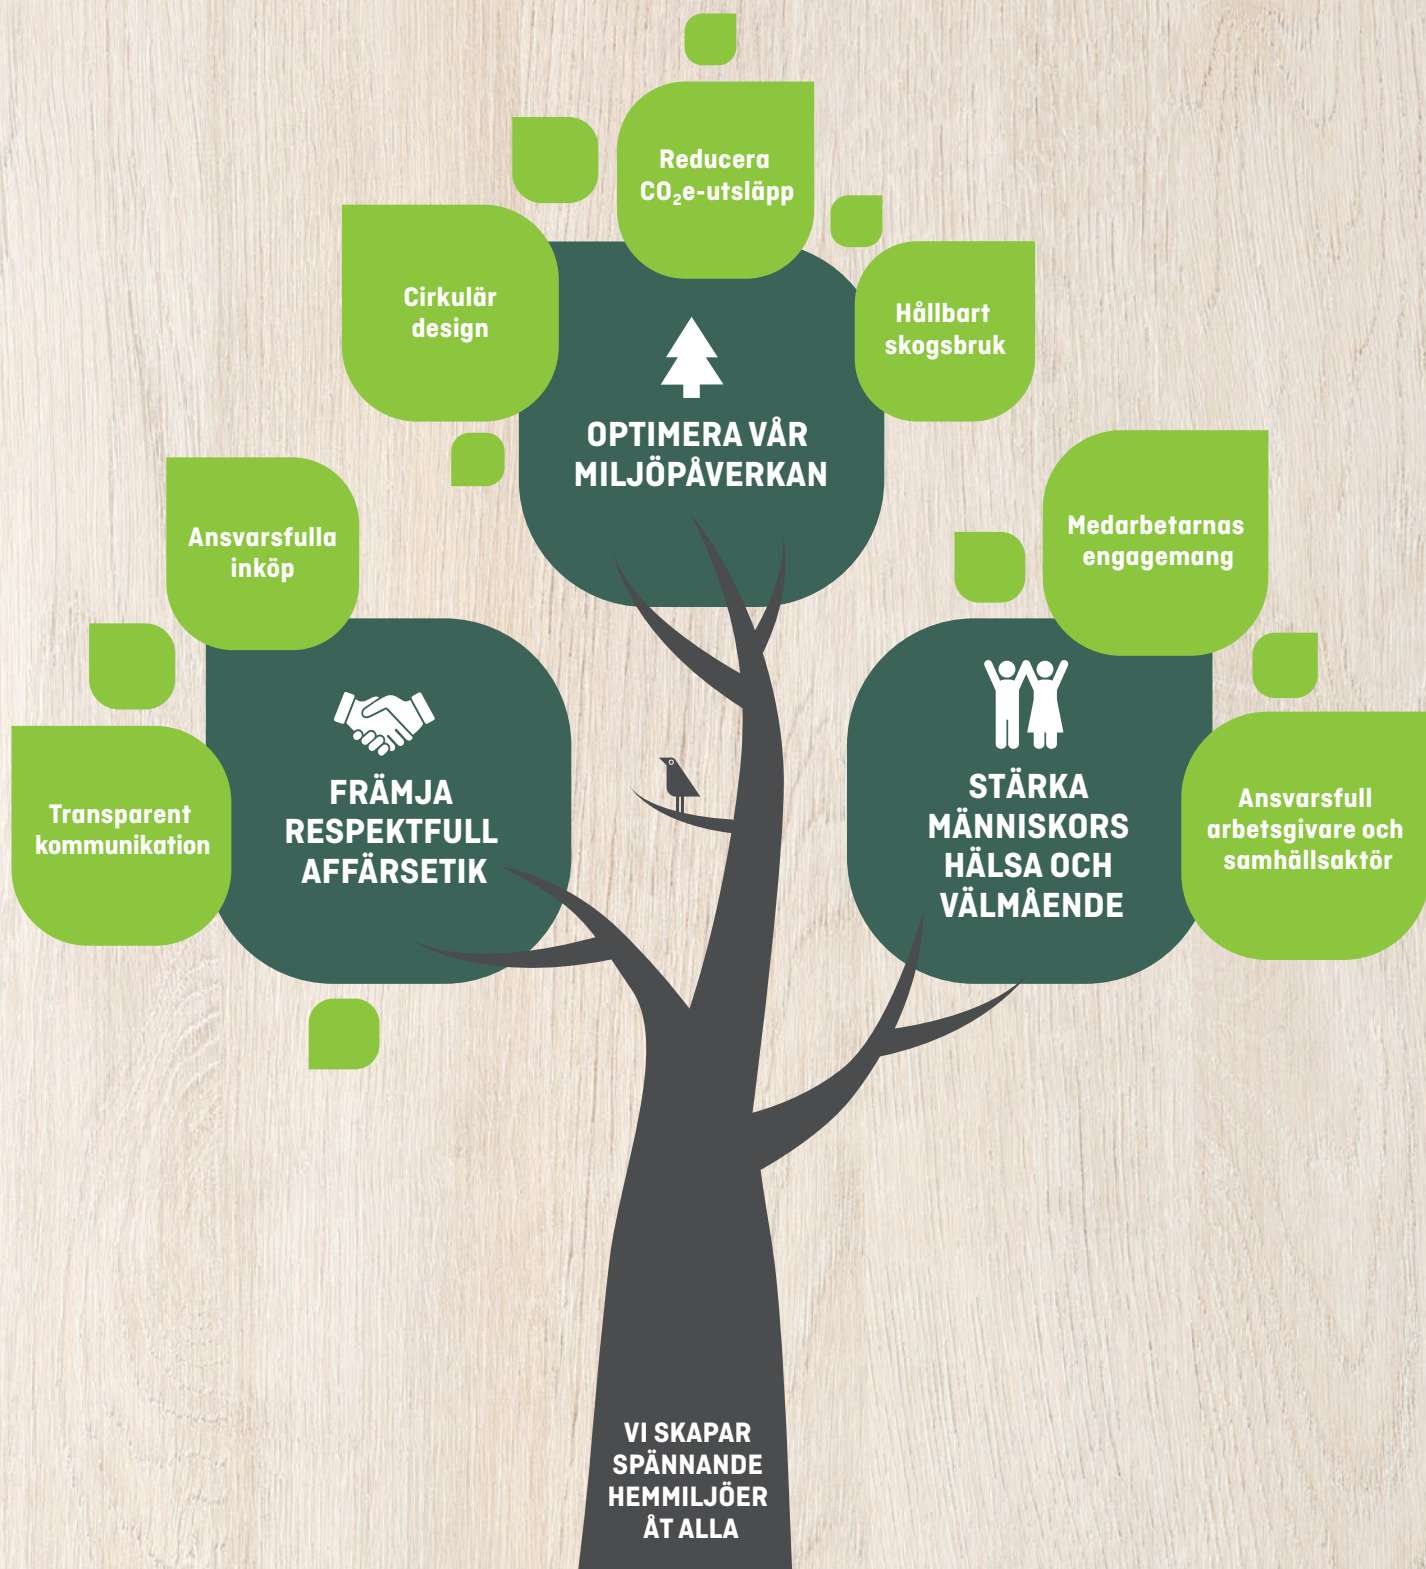 Reducera
CO₂e-utsläpp
Cirkulär
design
Hållbart
skogsbruk
OPTIMERA VÅR
MILJÖPÅVERKAN
Ansvarsfulla
inköp
Transparent
kommunikation
FRÄMJA
RESPEKTFULL
AFFÄRSETIK
Medarbetarnas
engagemang
STÄRKA
MÄNNISKORS
HÄLSA OCH
VÄLMÅENDE
Ansvarsfull
arbetsgivare och
samhällsaktör
VI SKAPAR
SPÄNNANDE
HEMMILJÖER
ÅT ALLA